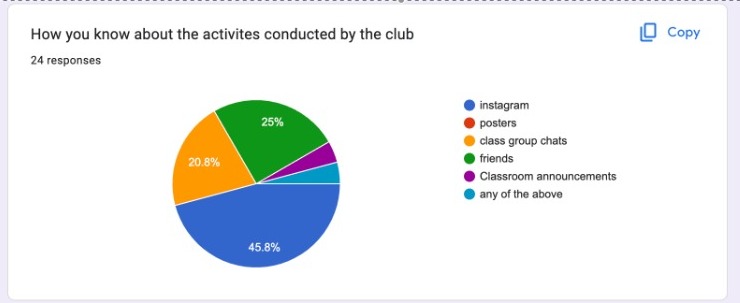 How you know about the activites conducted by the club
Copy
24 responses
25%
20.8%
45.8%
instagram
posters
class group chats
friends
Classroom announcements
any of the above